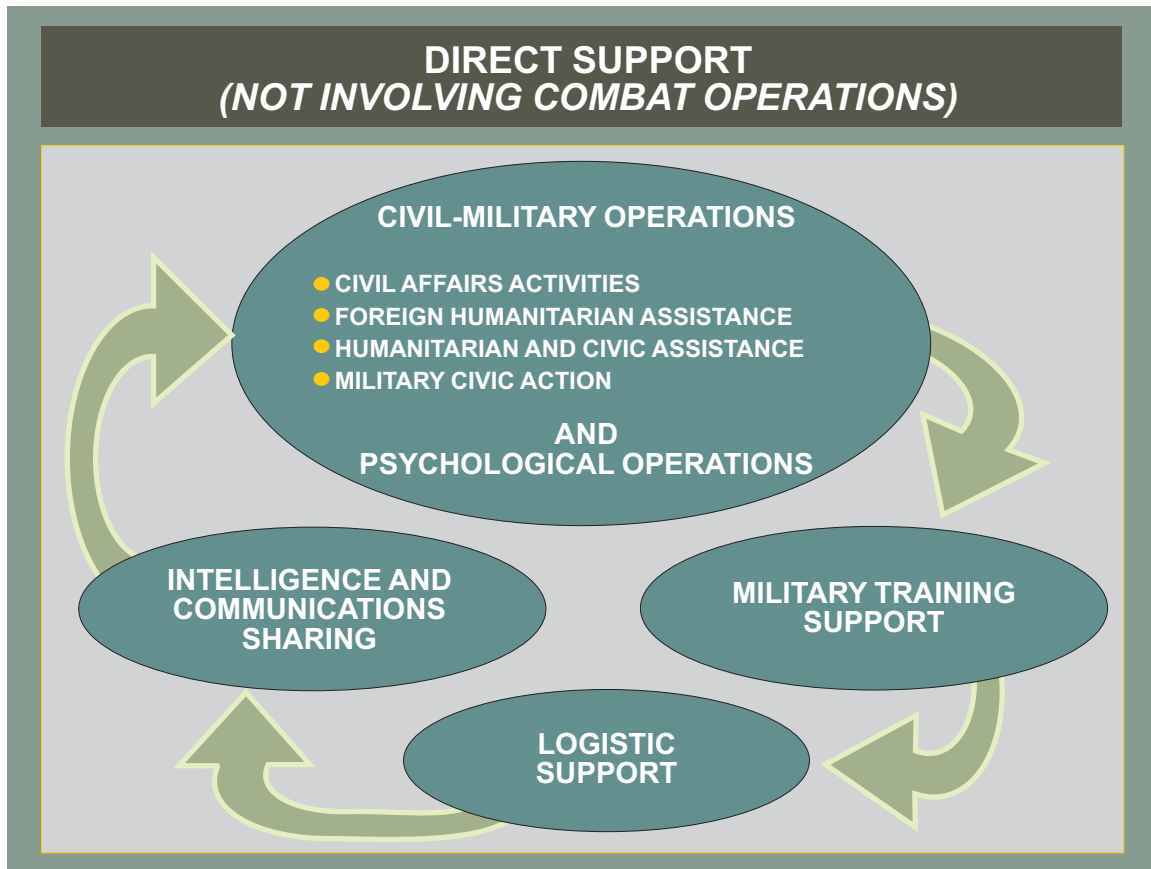 DIRECT SUPPORT
(NOT INVOLVING COMBAT OPERATIONS)
CIVIL-MILITARY OPERATIONS
CIVIL AFFAIRS ACTIVITIES
FOREIGN HUMANITARIAN ASSISTANCE
HUMANITARIAN AND CIVIC ASSISTANCE
MILITARY CIVIC ACTION
AND
PSYCHOLOGICAL OPERATIONS
INTELLIGENCE AND
COMMUNICATIONS
SHARING
MILITARY TRAINING
SUPPORT
LOGISTIC
SUPPORT